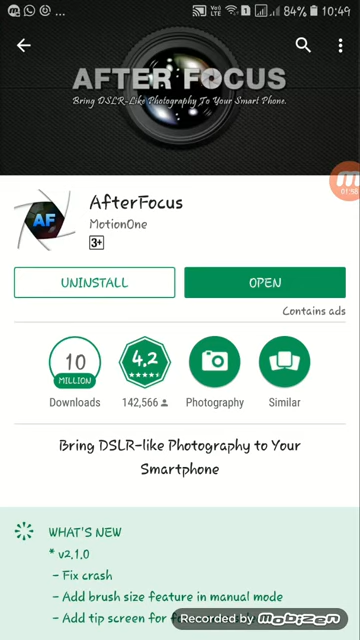 84% 10:49
AFTER FOCUS
Bring DSLR-Like Photography To Your Smart Phone.
01:58
AfterFocus
MotionOne
3+
UNINSTALL
OPEN
Contains ads
10
MILLION
4.2
Downloads
142,566
Photography
Similar
Bring DSLR-like Photography to Your
Smartphone
WHAT'S NEW
* v2.1.0
- Fix crash
- Add brush size feature in manual mode
- Add tip screen for
Recorded by mobizen